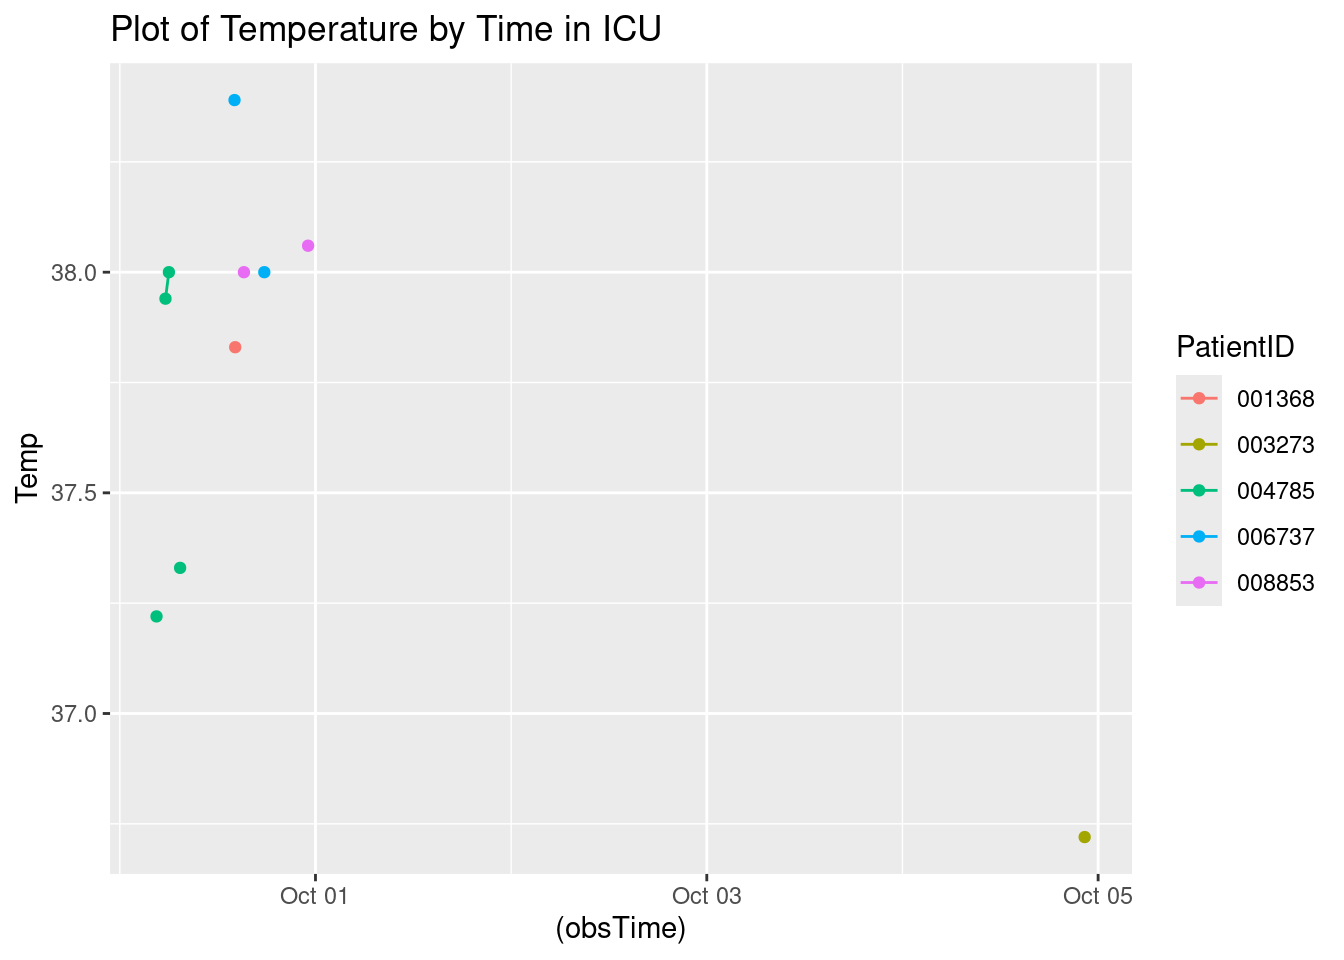 Plot of Temperature by Time in ICU
38.0
37.5
37.0
Temp
Oct 01
Oct 03
Oct 05
(obsTime)
PatientID
001368
003273
004785
006737
008853